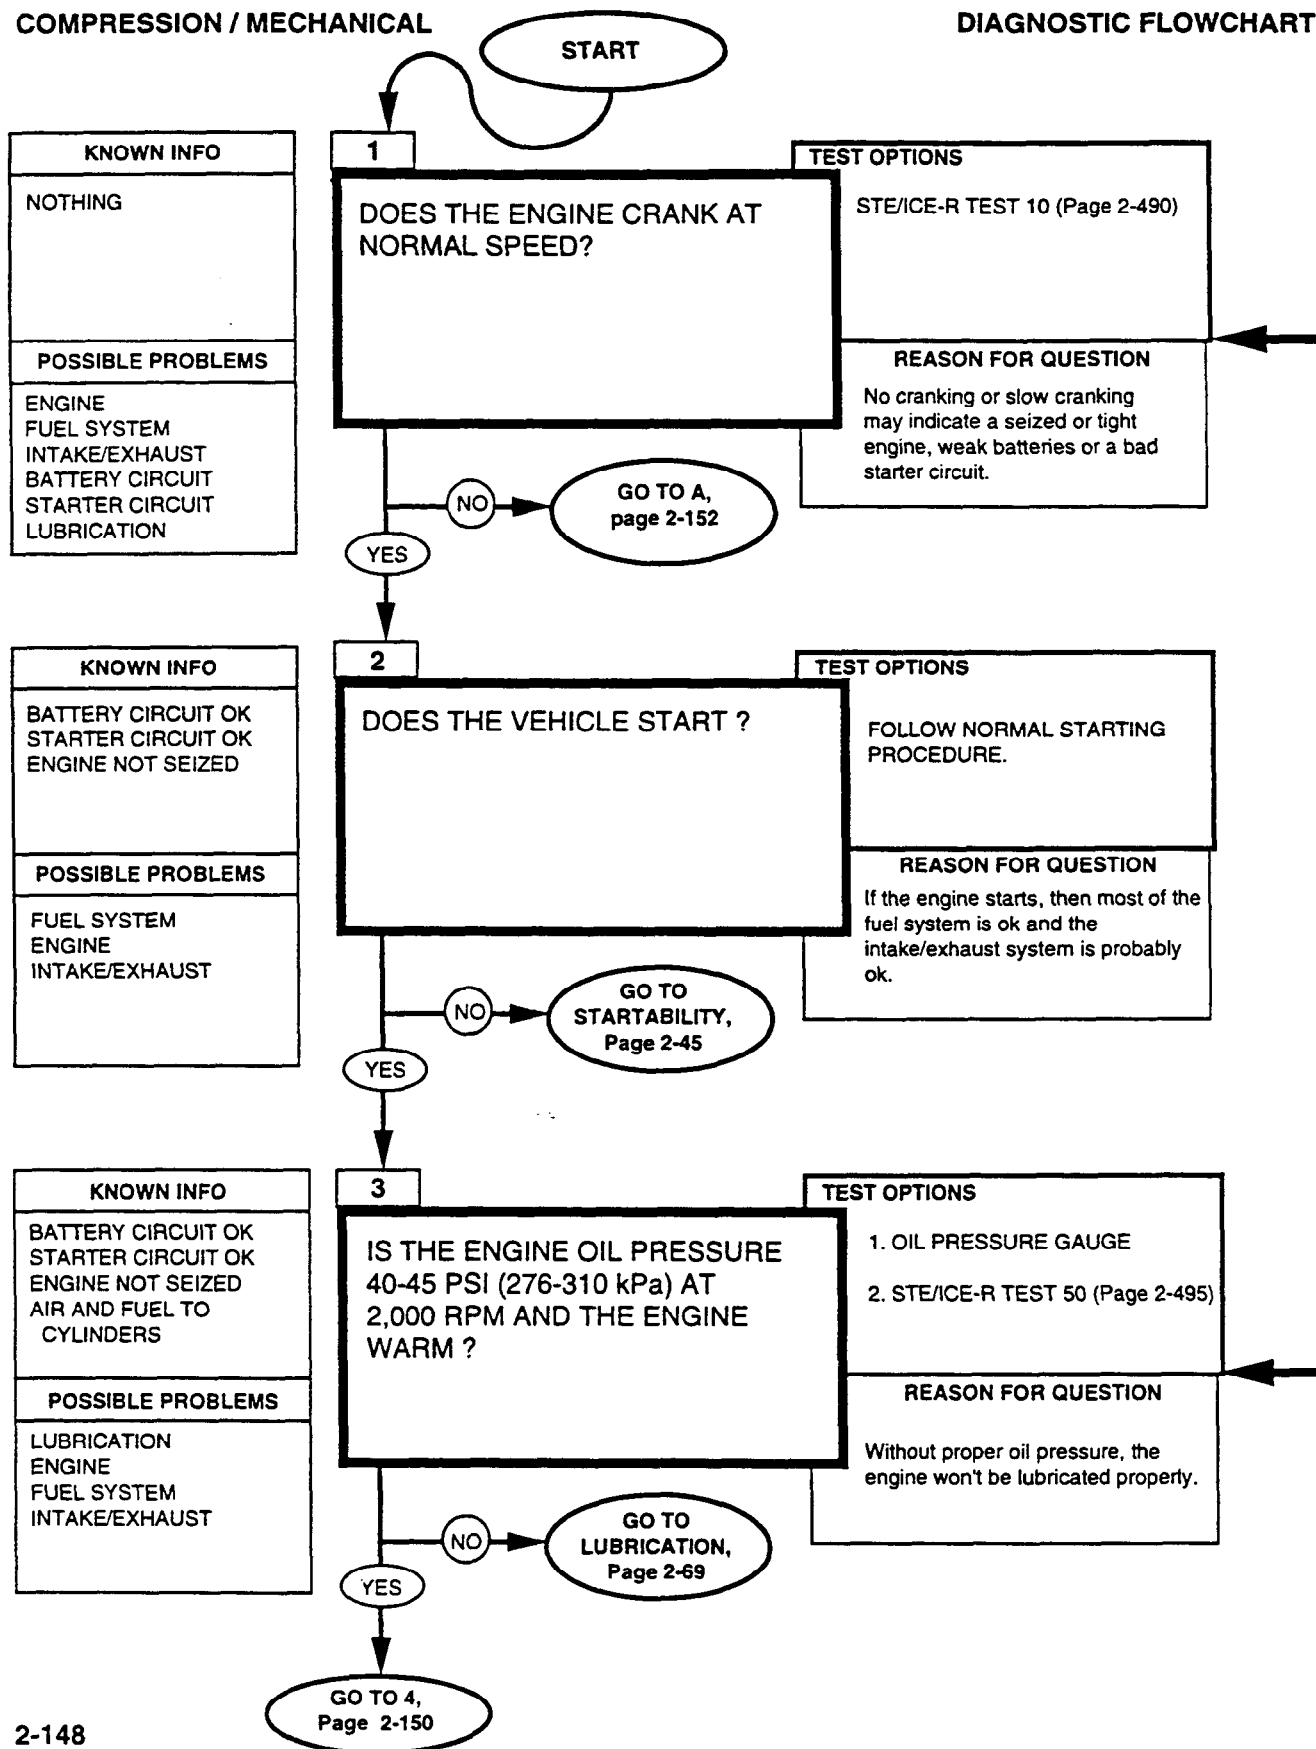 COMPRESSION / MECHANICAL
DIAGNOSTIC FLOWCHART
START
KNOWN INFO
NOTHING
POSSIBLE PROBLEMS
ENGINE
FUEL SYSTEM
INTAKE/EXHAUST
BATTERY CIRCUIT
STARTER CIRCUIT
LUBRICATION
1
DOES THE ENGINE CRANK AT
NORMAL SPEED?
TEST OPTIONS
STE/ICE-R TEST 10 (Page 2-490)
REASON FOR QUESTION
No cranking or slow cranking
may indicate a seized or tight
engine, weak batteries or a bad
starter circuit.
NO
GO TO A,
page 2-152
YES
KNOWN INFO
BATTERY CIRCUIT OK
STARTER CIRCUIT OK
ENGINE NOT SEIZED
POSSIBLE PROBLEMS
FUEL SYSTEM
ENGINE
INTAKE/EXHAUST
2
DOES THE VEHICLE START ?
TEST OPTIONS
FOLLOW NORMAL STARTING
PROCEDURE.
REASON FOR QUESTION
If the engine starts, then most of the
fuel system is ok and the
intake/exhaust system is probably
ok.
NO
GO TO
STARTABILITY,
Page 2-45
YES
KNOWN INFO
BATTERY CIRCUIT OK
STARTER CIRCUIT OK
ENGINE NOT SEIZED
AIR AND FUEL TO
CYLINDERS
POSSIBLE PROBLEMS
LUBRICATION
ENGINE
FUEL SYSTEM
INTAKE/EXHAUST
3
IS THE ENGINE OIL PRESSURE
40-45 PSI (276-310 kPa) AT
2,000 RPM AND THE ENGINE
WARM ?
TEST OPTIONS
1. OIL PRESSURE GAUGE
2. STE/ICE-R TEST 50 (Page 2-495)
REASON FOR QUESTION
Without proper oil pressure, the
engine won't be lubricated properly.
NO
GO TO
LUBRICATION,
Page 2-69
YES
GO TO 4,
Page 2-150
2-148